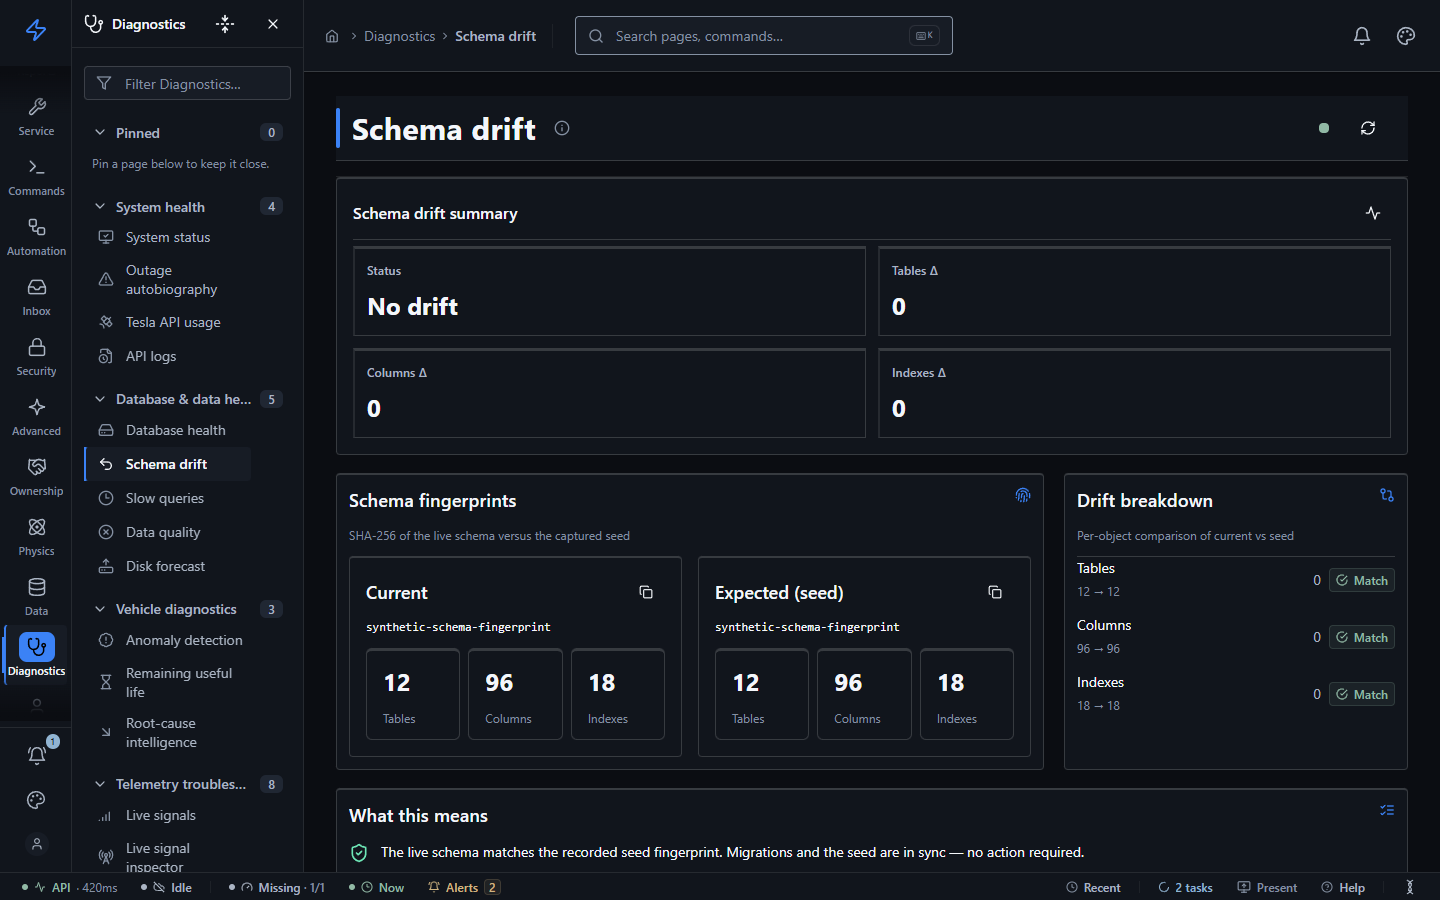 Diagnostics
Diagnostics
Schema drift
Search pages, commands...
K
Service
Commands
Automation
Inbox
Security
Advanced
Ownership
Physics
Data
Diagnostics
1
Filter Diagnostics...
Pinned
0
Pin a page below to keep it close.
System health
4
System status
Outage
autobiography
Tesla API usage
API logs
Database & data he...
5
Database health
Schema drift
Slow queries
Data quality
Disk forecast
Vehicle diagnostics
3
Anomaly detection
Remaining useful
life
Root-cause
intelligence
Telemetry troubles...
8
Live signals
Live signal
inspector
Schema drift
Schema drift summary
Status
No drift
Tables Δ
0
Columns Δ
0
Indexes Δ
0
Schema fingerprints
SHA-256 of the live schema versus the captured seed
Current
synthetic-schema-fingerprint
12
Tables
96
Columns
18
Indexes
Expected (seed)
synthetic-schema-fingerprint
12
Tables
96
Columns
18
Indexes
Drift breakdown
Per-object comparison of current vs seed
Tables
12 → 12
0
Match
Columns
96 → 96
0
Match
Indexes
18 → 18
0
Match
What this means
The live schema matches the recorded seed fingerprint. Migrations and the seed are in sync — no action required.
API · 420ms
Idle
Missing · 1/1
Now
Alerts 2
Recent
2 tasks
Present
Help